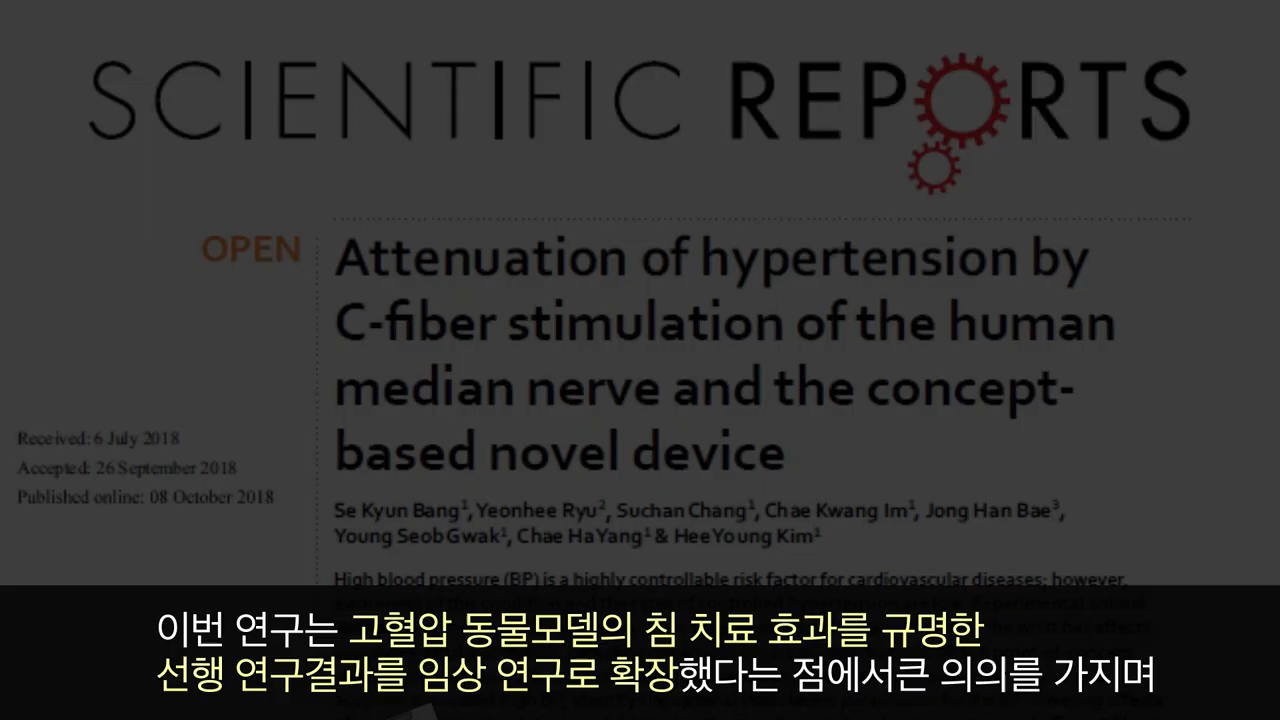 SCIENTIFIC REPORTS
OPEN
Attenuation of hypertension by
C-fiber stimulation of the human
median nerve and the concept-
based novel device
Received: 6 July 2018
Accepted: 26 September 2018
Published online: 08 October 2018
Se Kyun Bang1, Yeonhee Ryu2, Suchan Chang1, Chae Kwang Im1, Jong Han Bae3,
Young Seob Gwak1, Chae Ha Yang1 & Hee Young Kim1
High blood pressure (BP) is a highly controllable risk factor for cardiovascular diseases; however,
이번 연구는 고혈압 동물모델의 침 치료 효과를 규명한
선행 연구결과를 임상 연구로 확장했다는 점에서큰 의의를 가지며